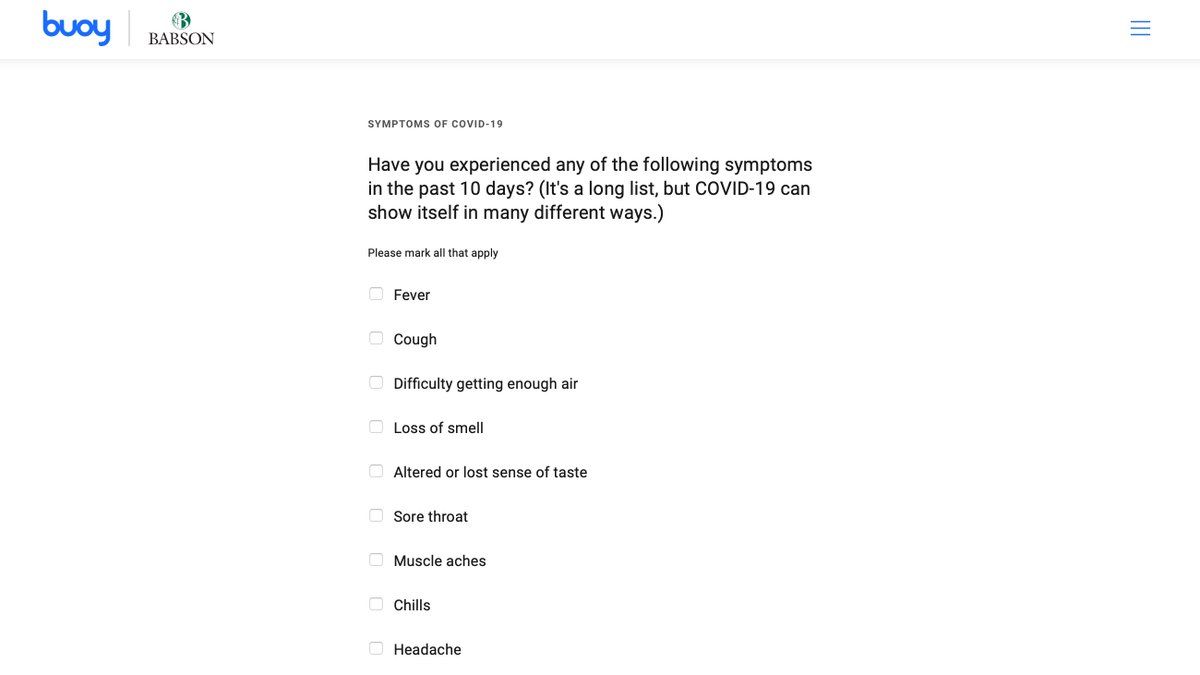 buoy
BABSON
SYMPTOMS OF COVID-19
Have you experienced any of the following symptoms
in the past 10 days? (It's a long list, but COVID-19 can
show itself in many different ways.)
Please mark all that apply
Fever
Cough
Difficulty getting enough air
Loss of smell
Altered or lost sense of taste
Sore throat
Muscle aches
Chills
Headache